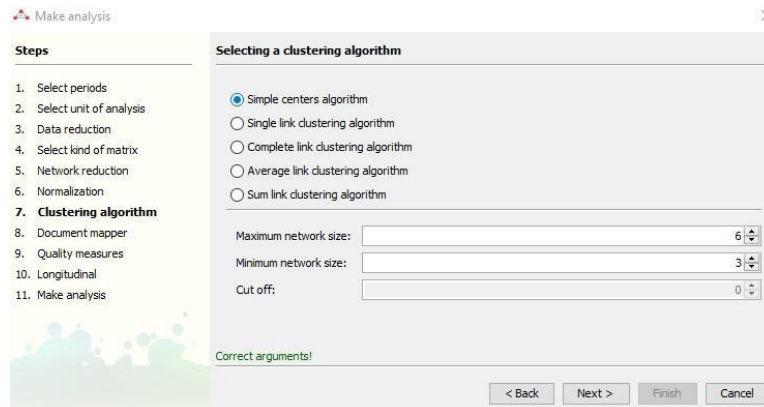 Make analysis
Steps
1. Select periods
2. Select unit of analysis
3. Data reduction
4. Select kind of matrix
5. Network reduction
6. Normalization
7. Clustering algorithm
8. Document mapper
9. Quality measures
10. Longitudinal
11. Make analysis
Selecting a clustering algorithm
Simple centers algorithm
Single link clustering algorithm
Complete link clustering algorithm
Average link clustering algorithm
Sum link clustering algorithm
Maximum network size: 6
Minimum network size: 3
Cut off: 0
Correct arguments!
< Back Next > Finish Cancel